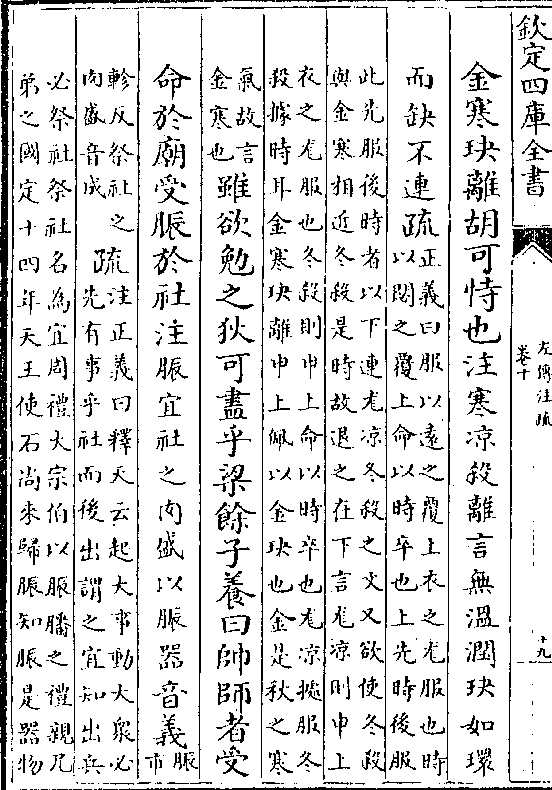 欽定四庫全書
左傳注疏
卷十
十九
金寒玦離胡可恃也注寒凉殺離言無温潤玦如環
而缺不連疏
正義曰服以遠之覆上衣之尨服也時
以閟之覆上命以時卒也上先時後服
此先服後時者以下連尨凉冬殺之文又欲使冬殺
與金寒相近冬殺是時故退之在下言尨凉則申上
衣之尨服也冬殺則申上命以時卒也尨凉據服冬
殺據時耳金寒玦離申上佩以金玦也金是秋之寒
氣故言
金寒也
雖欲勉之狄可盡乎梁餘子養曰帥師者受
命於廟受脤於社注脤宜社之肉盛以脤器音義
脤
市
軫反祭社之
肉盛音成
疏
注正義曰釋天云起大事動大衆必
先有事乎社而後出謂之宜知出兵
必祭社祭社名為宜周禮大宗伯以脤膰之禮親兄
弟之國定十四年天王使石尚來歸脤知脤是器物